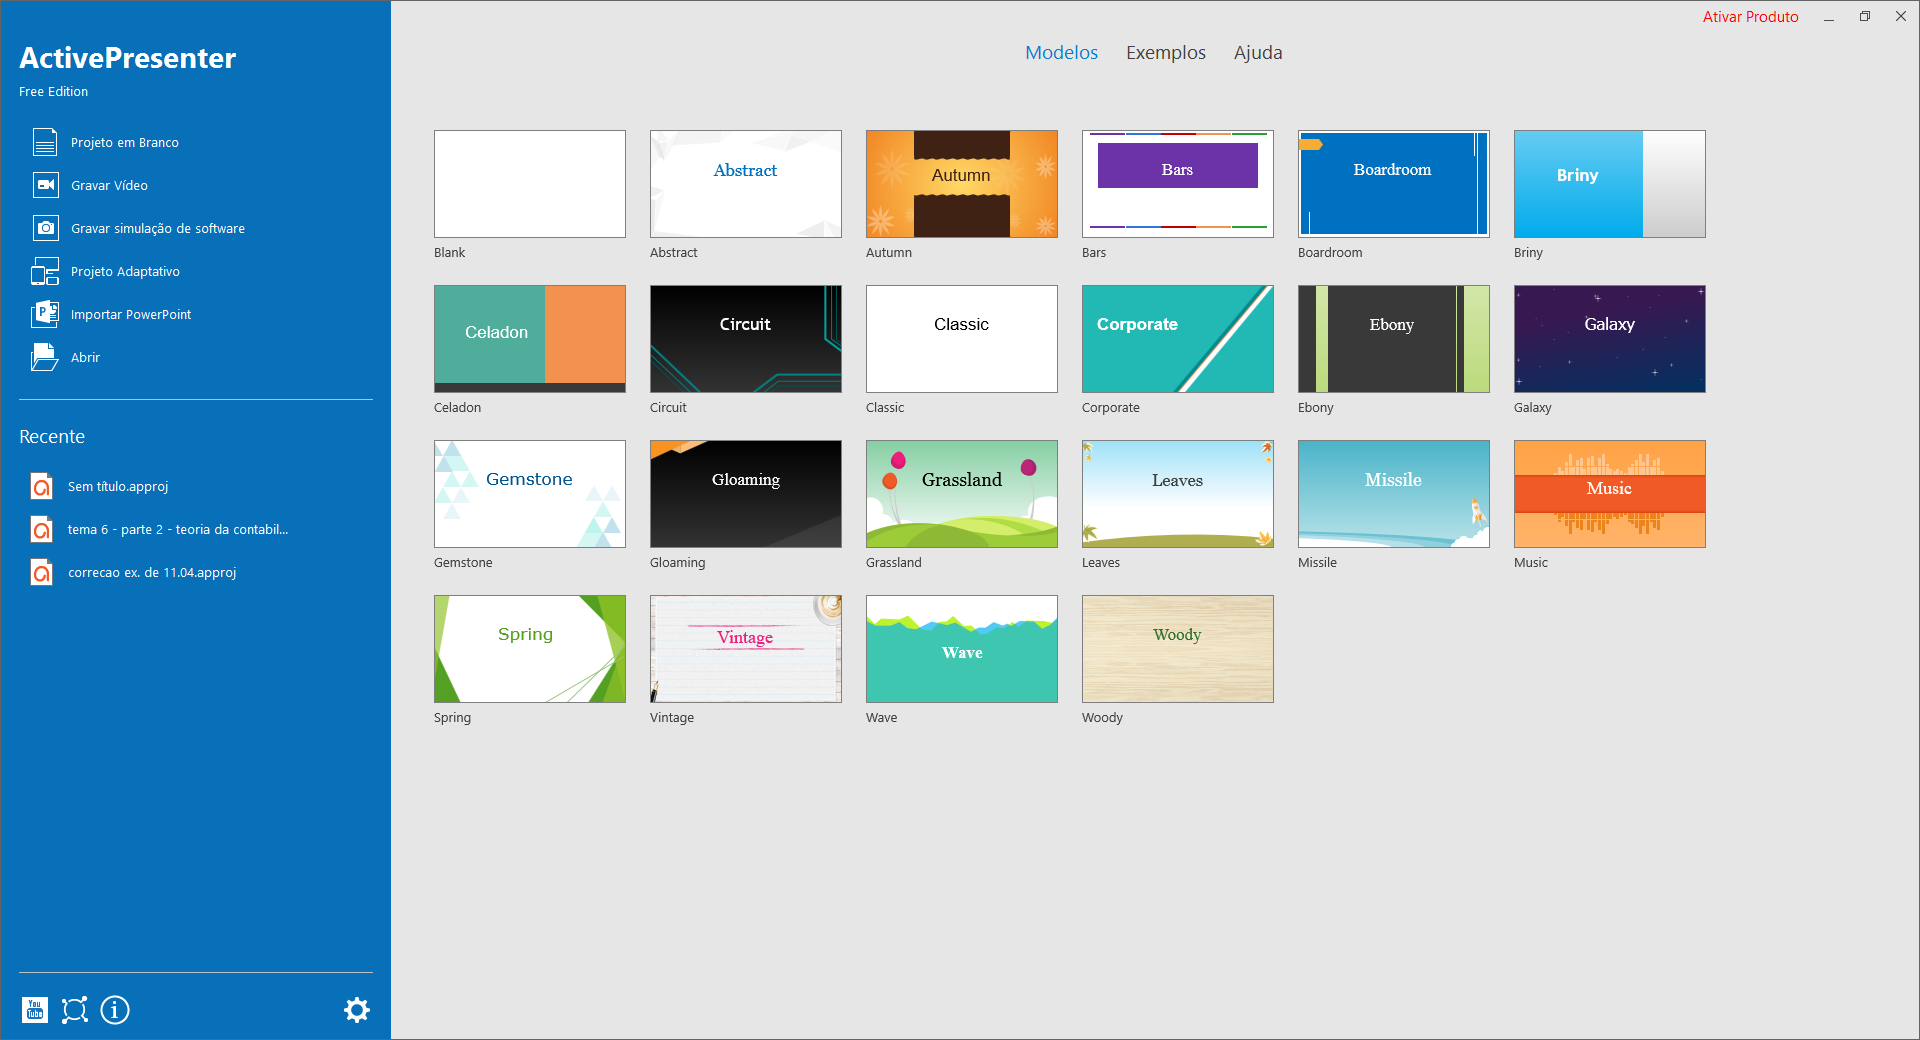 Ativar Produto
ActivePresenter
Free Edition
Modelos Exemplos Ajuda
Projeto em Branco
Gravar Vídeo
Gravar simulação de software
Projeto Adaptativo
Importar PowerPoint
Abrir
Recente
Sem título.approj
tema 6 - parte 2 - teoria da contabil...
correcao ex. de 11.04.approj
You
Tube
Abstract
Autumn
Bars
Boardroom
Briny
Blank
Abstract
Autumn
Bars
Boardroom
Briny
Celadon
Circuit
Classic
Corporate
Ebony
Galaxy
Celadon
Circuit
Classic
Corporate
Ebony
Galaxy
Gemstone
Gloaming
Grassland
Leaves
Missile
Music
Gemstone
Gloaming
Grassland
Leaves
Missile
Music
Spring
Vintage
Wave
Woody
Spring
Vintage
Wave
Woody